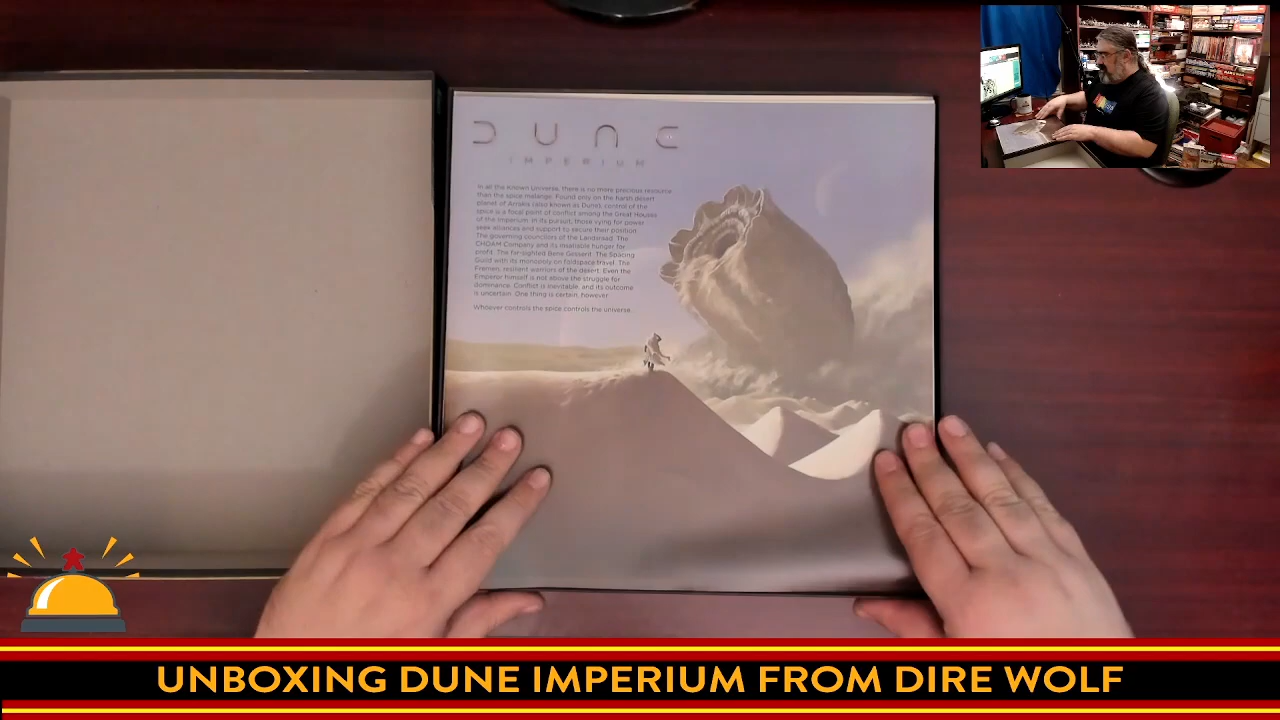 DUNE
IMPERIUM
In all the Known Universe, there is no more precious resource
than the spice melange. Found only on the harsh desert
planet of Arrakis (also known as Dune), control of the
spice is a focal point of conflict among the Great Houses
of the Imperium. In its pursuit, those vying for power
seek alliances and support to secure their position.
The governing councilors of the Landsraad. The
CHOAM Company and its insatiable hunger for
profit. The far-sighted Bene Gesserit. The Spacing
Guild with its monopoly on foldspace travel. The
Fremen, resilient warriors of the desert. Even the
Emperor himself is not above the struggle for
dominance. Conflict is inevitable, and its outcome
is uncertain. One thing is certain, however:
Whoever controls the spice controls the universe.
UNBOXING DUNE IMPERIUM FROM DIRE WOLF